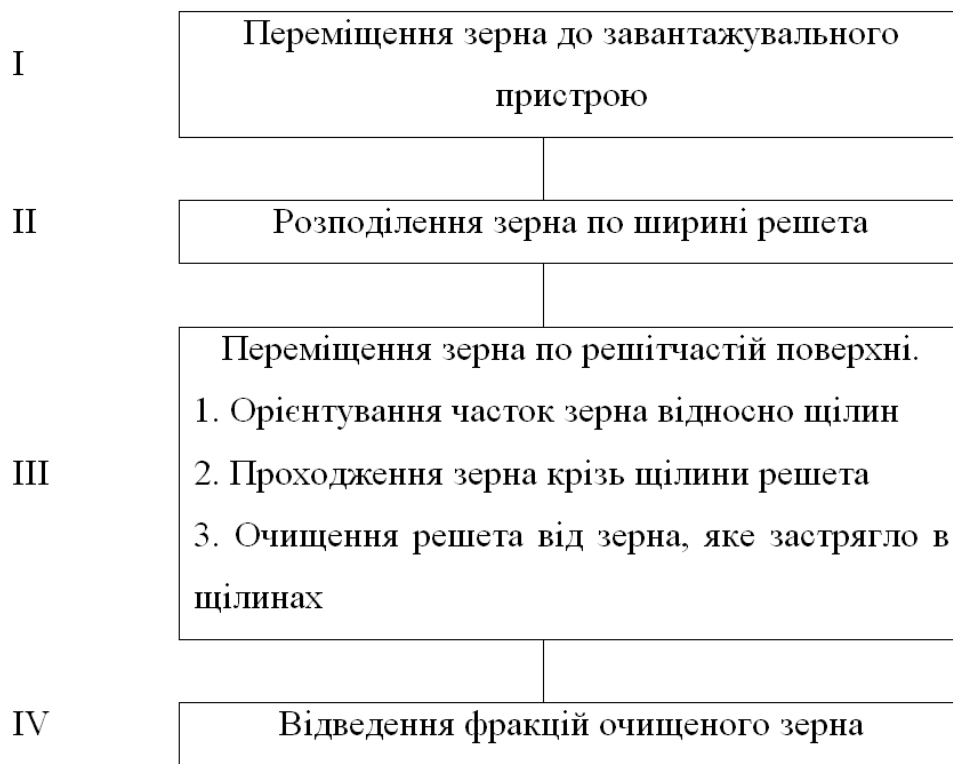 I
Переміщення зерна до завантажувального
пристрою
II
Розподілення зерна по ширині решета
III
Переміщення зерна по решітчастій поверхні.
1. Орієнтування часток зерна відносно щілин
2. Проходження зерна крізь щілини решета
3. Очищення решета від зерна, яке застрягло в
щілинах
IV
Відведення фракцій очищеного зерна